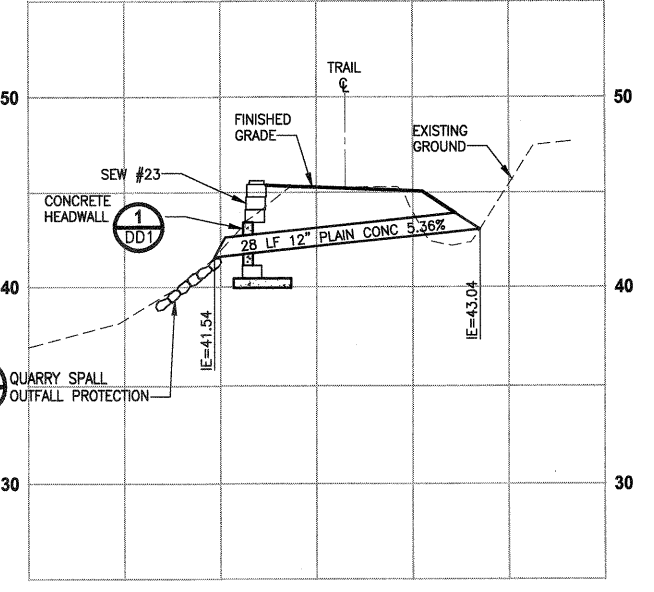 TRAIL
℄
50
50
FINISHED
GRADE
EXISTING
GROUND
SEW #23
CONCRETE
HEADWALL
1
DD1
28 LF 12" PLAIN CONC 5.36%
40
40
IE=41.54
IE=43.04
QUARRY SPALL
OUTFALL PROTECTION
30
30